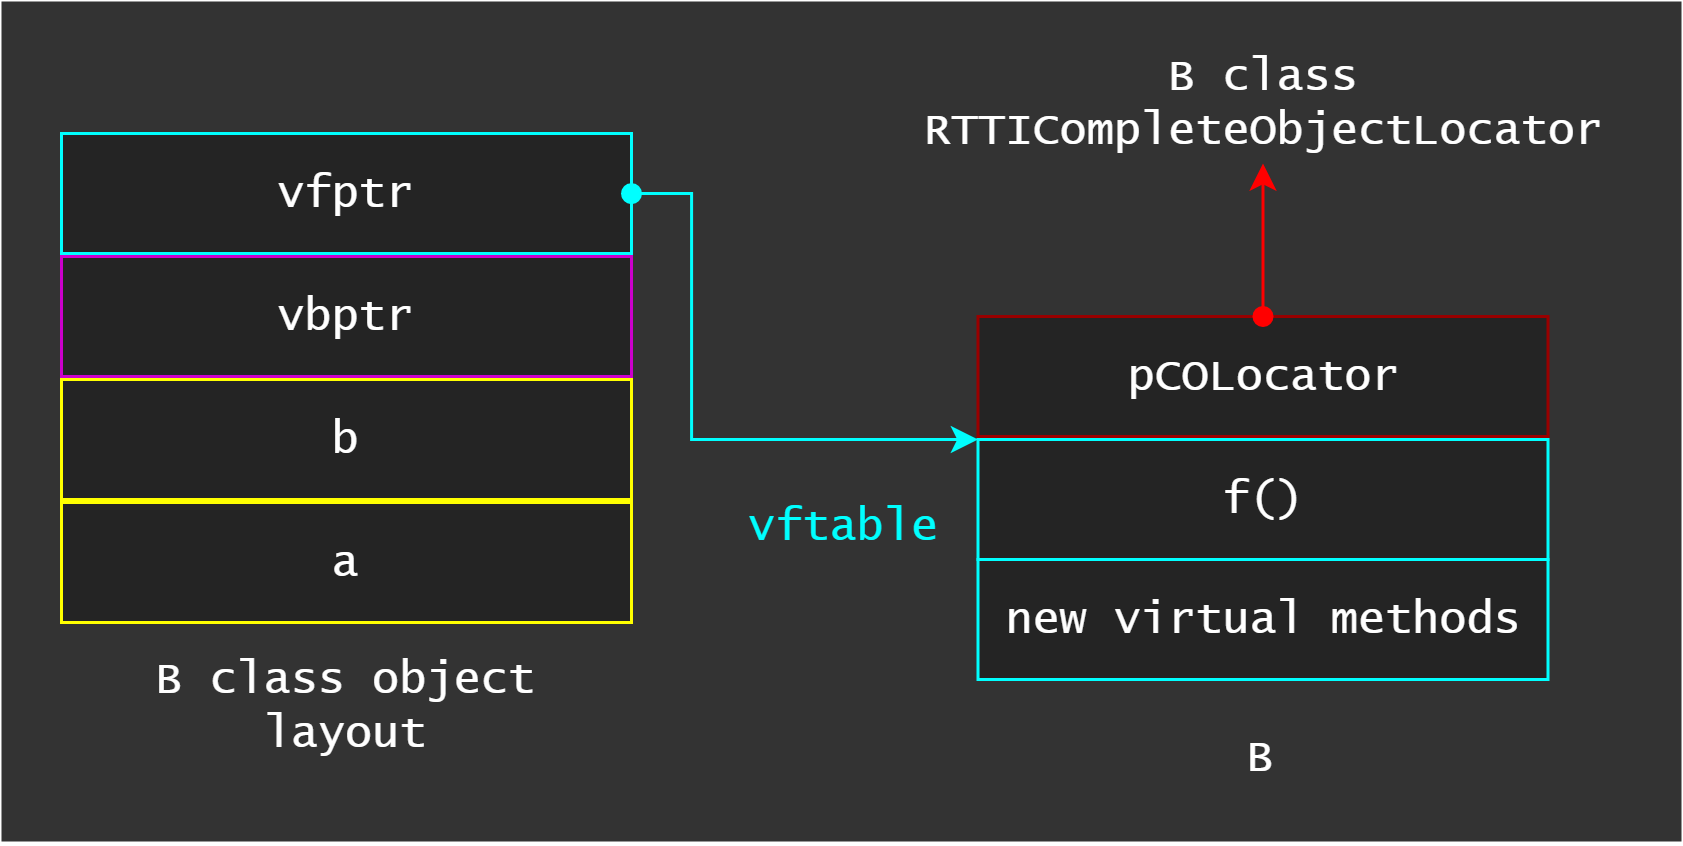 vfptr
vbptr
b
a
B class object
layout
vftable
B class
RTTICompleteObjectLocator
pCOLocator
f()
new virtual methods
B